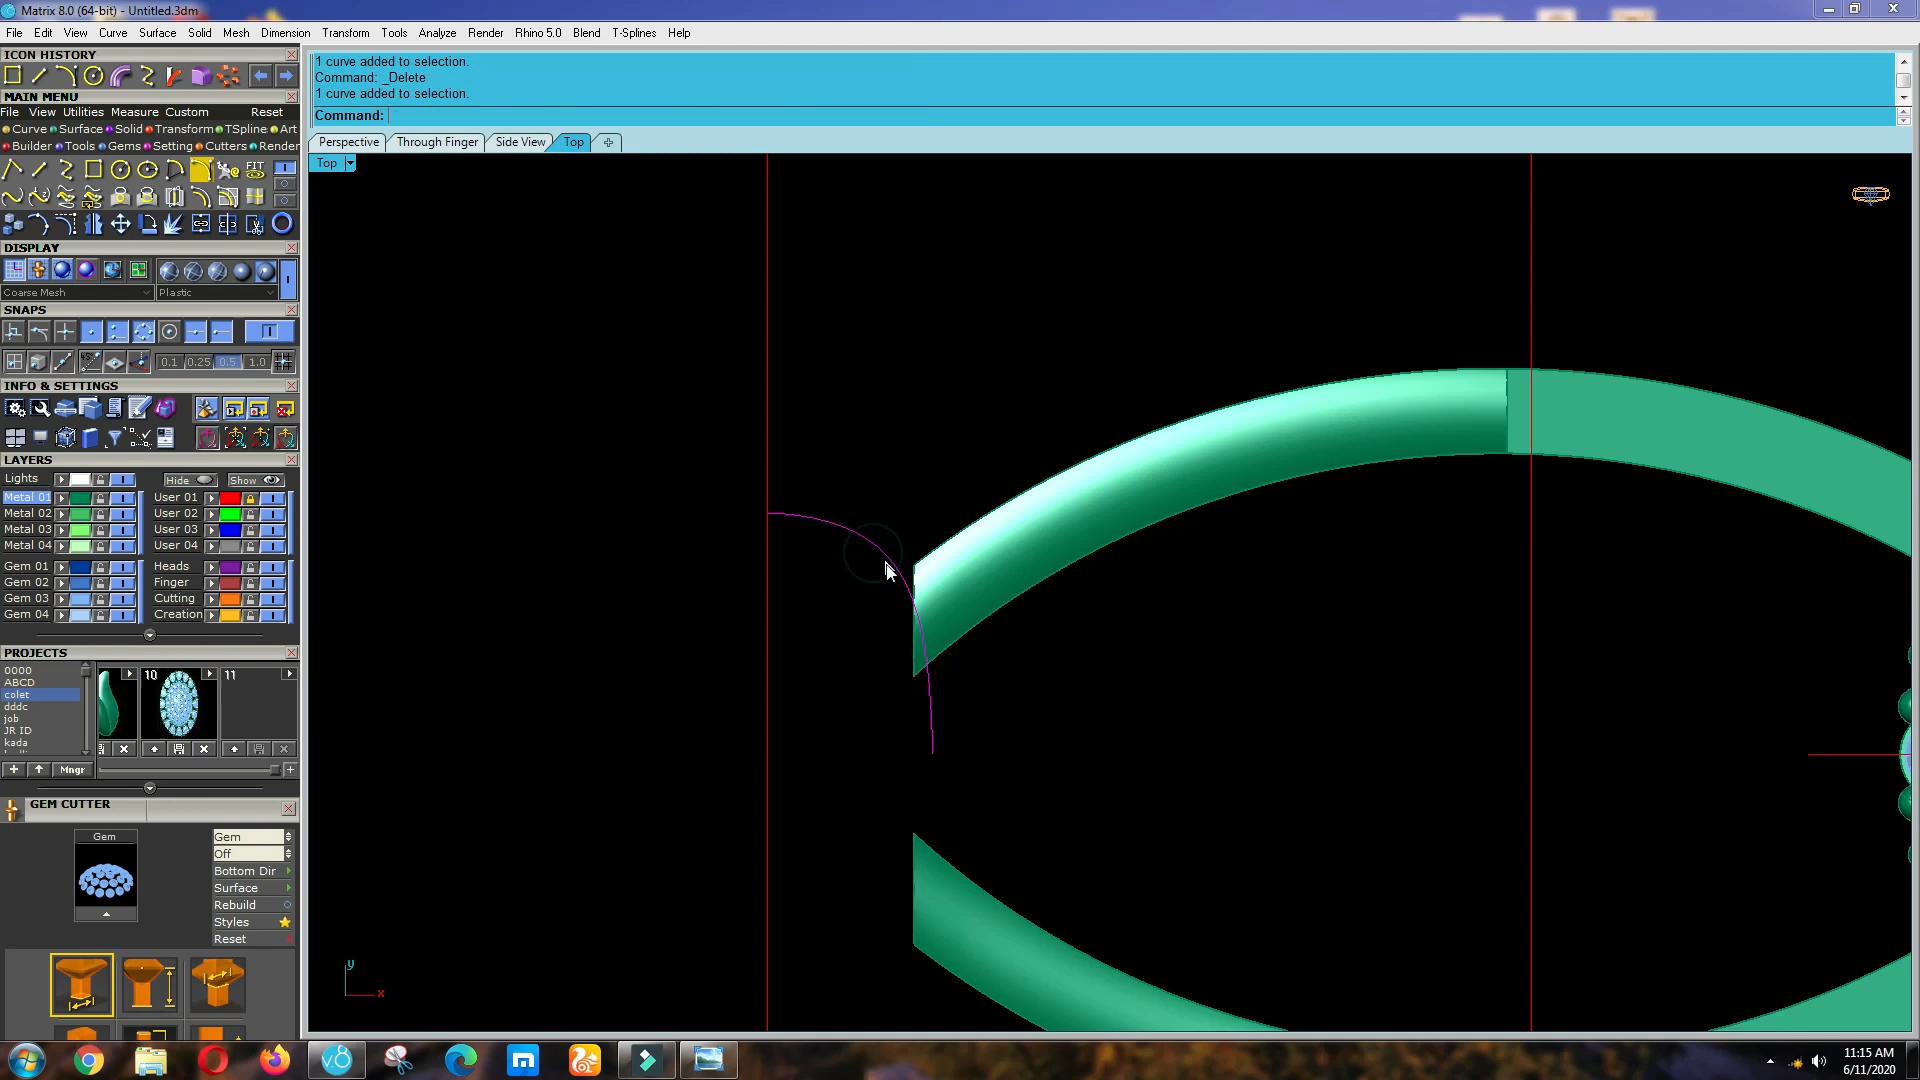 Matrix 8.0 (64-bit) - Untitled.3dm
File Edit View Curve Surface Solid Mesh Dimension Transform Tools Analyze Render Rhino 5.0 Blend T-Splines Help
ICON HISTORY
MAIN MENU
File View Utilities Measure Custom Reset
Curve Surface Solid Transform TSpline Art
Builder Tools Gems Setting Cutters Render
FIT
DISPLAY
Coarse Mesh Plastic
SNAPS
0.1 0.25 0.5 1.0
INFO & SETTINGS
LAYERS
Lights Hide Show
Metal 01 User 01
Metal 02 User 02
Metal 03 User 03
Metal 04 User 04
Gem 01 Heads
Gem 02 Finger
Gem 03 Cutting
Gem 04 Creation
PROJECTS
0000
ABCD
colet
dddc
job
JR ID
kada
10 11
Mngr
GEM CUTTER
Gem
Gem
Off
Bottom Dir
Surface
Rebuild
Styles
Reset
1 curve added to selection.
Command: _Delete
1 curve added to selection.
Command:
Perspective Through Finger Side View Top
Top
y
x
11:15 AM
6/11/2020